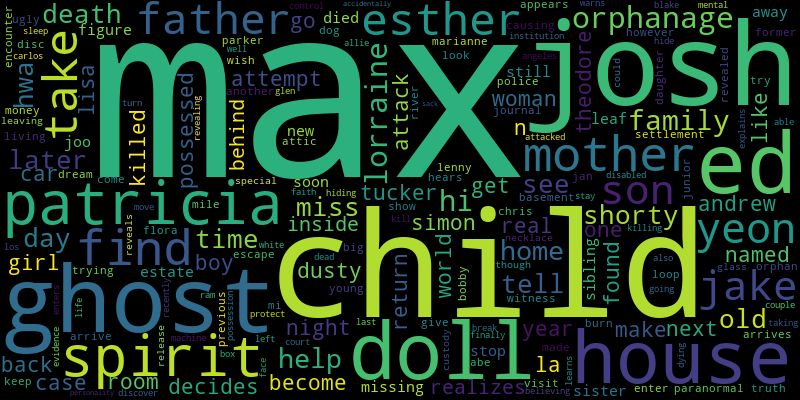 max
child
josh
ghost
doll
house
patricia
spirit
ed
esther
father
mother
find
take
son
yeon
jake
orphanage
family
death
go
died
figure
dog
parker
wish
appears
causing
blake
warns
mental
accidentally
control
allie
well
marianne
look
police
institution
however
hide
away
former
ugly
sleep
encounter
carlos
disc
hwa
lisa
attempt
another
glen
behind
new
attic
lorraine
attack
river
still
woman
journal
angeles
theodore
could
daughter
revealed
try
able
money
leaving
living
later
joo
car
dream
come
turn
killed
possessed
revealing
special
soon
lenny
hears
sack
n
attacked
leaf
settlement
like
explains
junior
disabled
basement
stay
jan
see
get
tucker
show
faith
hiding
miss
inside
hi
simon
chris
real
necklace
kill
one
shorty
killing
andrew
named
mile
move
reveals
flora
day
time
girl
boy
escape
white
dead
dusty
big
young
world
return
bobby
home
though
tell
witness
sibling
found
also
loop
going
glass
orphan
old
couple
taking
arrives
los
trying
estate
recently
ram
previous
possession
mi
protect
night
last
give
custody
year
made
burn
make
next
dying
enters
life
arrive
release
machine
box
left
court
face
help
become
missing
abe
stop
break
finally
realizes
la
visit
believing
learns
sister
enter
paranormal
truth
back
keep
case
evidence
room
discover
personality
decides